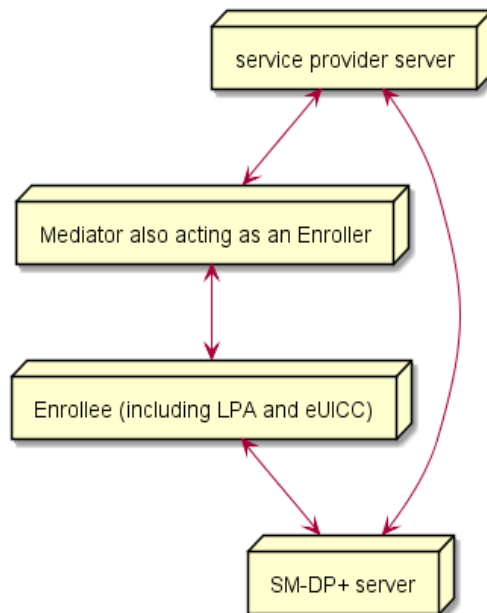 service provider server
Mediator also acting as an Enroller
Enrollee (including LPA and eUICC)
SM-DP+ server